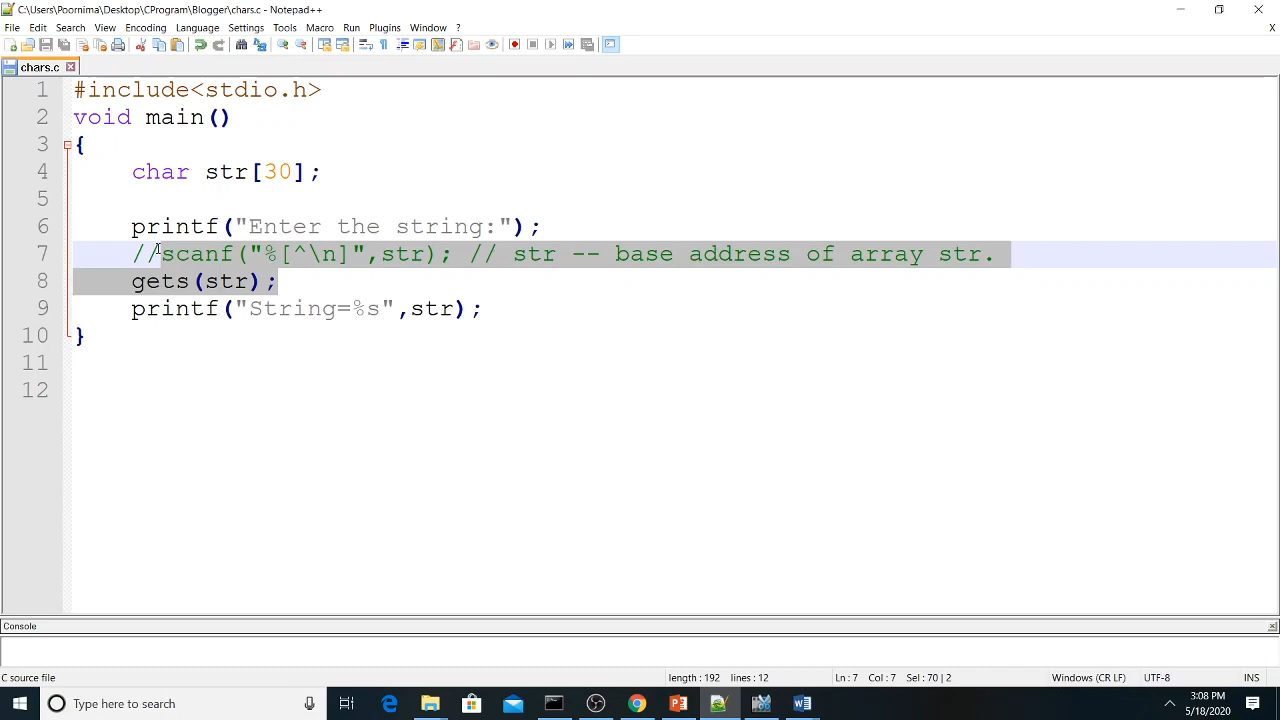 C:\Users\Poornima\Desktop\CProgram\Blogger\chars.c - Notepad++
File Edit Search View Encoding Language Settings Tools Macro Run Plugins Window ? X
chars.c
1 #include<stdio.h>
2 void main()
3 {
4 char str[30];
5
6 printf("Enter the string:");
7 //scanf("%[^\n]",str); // str -- base address of array str.
8 gets(str);
9 printf("String=%s",str);
10 }
11
12
Console
C source file length : 192 lines : 12 Ln : 7 Col : 7 Sel : 70 | 2 Windows (CR LF) UTF-8 INS
Type here to search
3:08 PM
5/18/2020